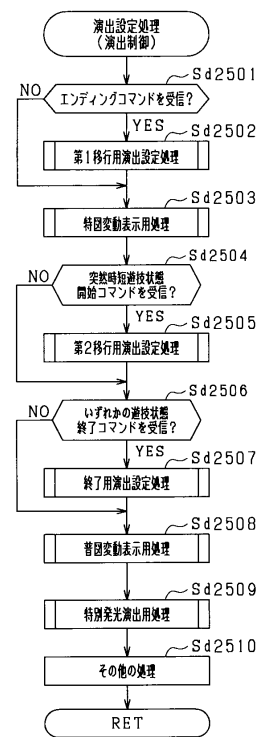 演出設定処理
(演出制御)
Sd2501
エンディングコマンドを受信?
NO
YES
Sd2502
第1移行用演出設定処理
Sd2503
特図変動表示用処理
Sd2504
突然時短遊技状態
開始コマンドを受信?
NO
YES
Sd2505
第2移行用演出設定処理
Sd2506
いずれかの遊技状態
終了コマンドを受信?
NO
YES
Sd2507
終了用演出設定処理
Sd2508
普図変動表示用処理
Sd2509
特別発光演出用処理
Sd2510
その他の処理
RET